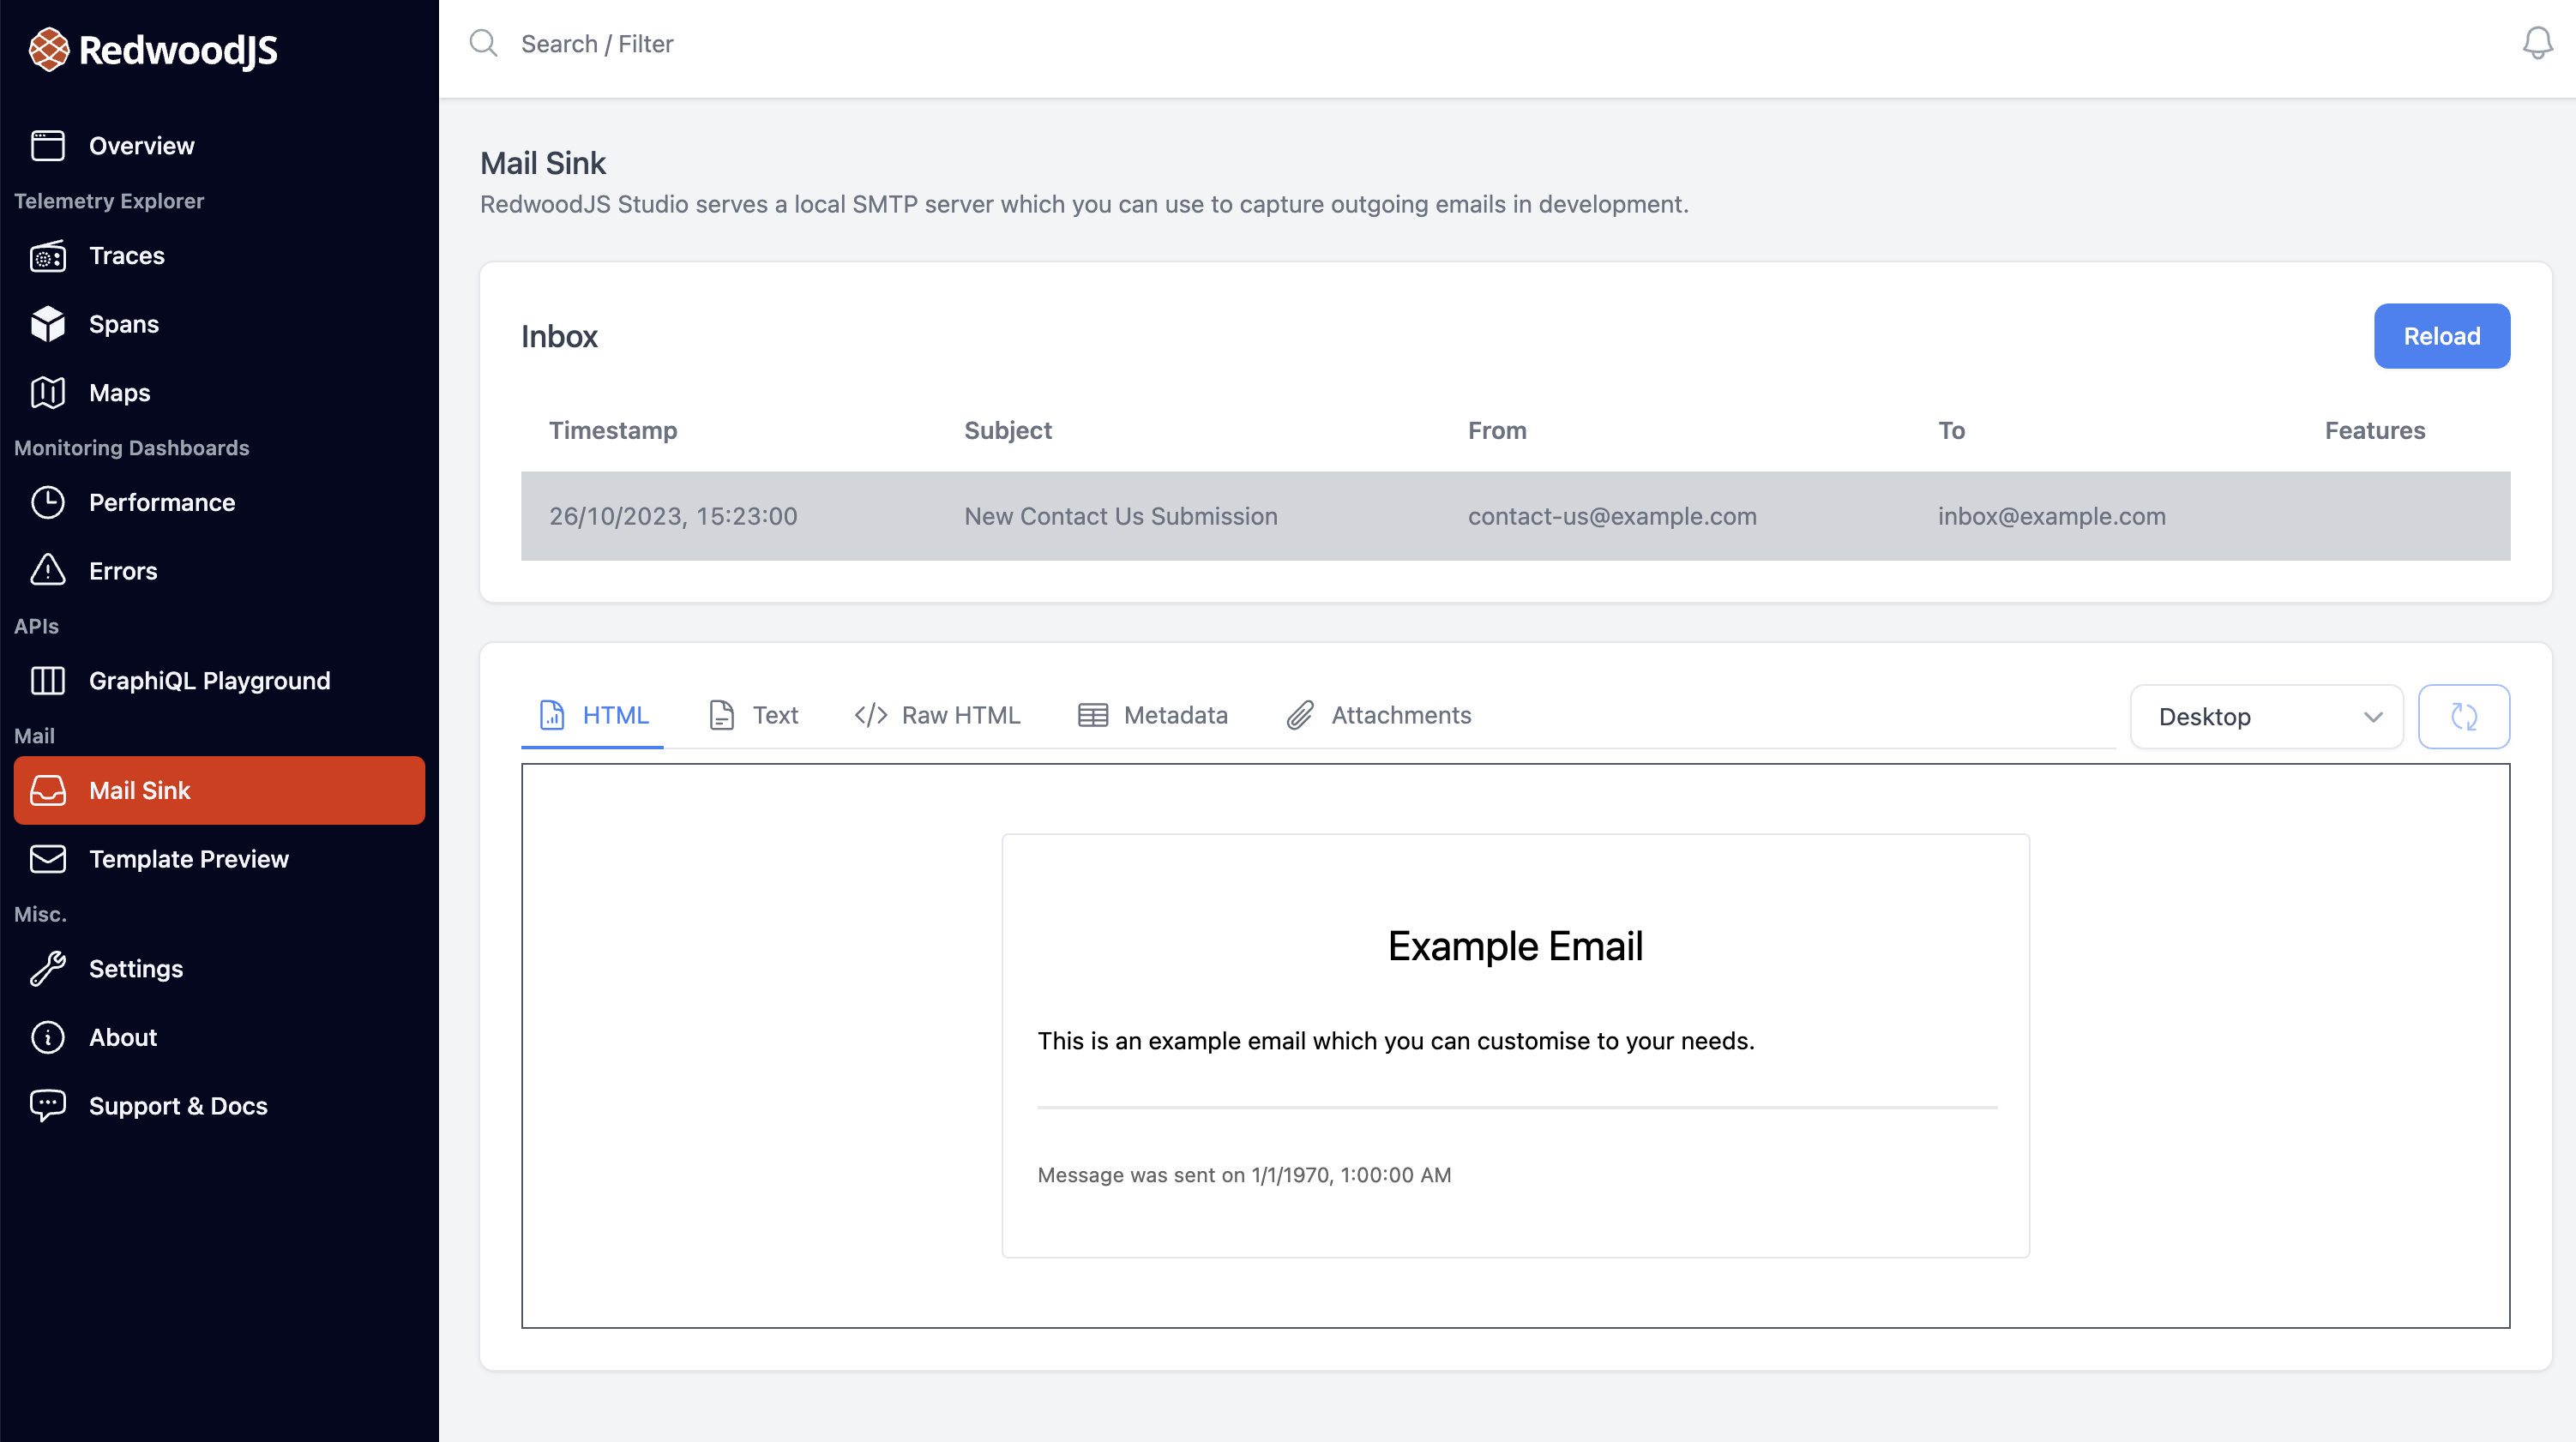 RedwoodJS
Overview
Telemetry Explorer
Traces
Spans
Maps
Monitoring Dashboards
Performance
Errors
APIs
GraphiQL Playground
Mail
Mail Sink
Template Preview
Misc.
Settings
About
Support & Docs
Search / Filter
Mail Sink
RedwoodJS Studio serves a local SMTP server which you can use to capture outgoing emails in development.
Inbox
Reload
Timestamp Subject From To Features
26/10/2023, 15:23:00 New Contact Us Submission contact-us@example.com inbox@example.com
HTML Text Raw HTML Metadata Attachments Desktop
Example Email
This is an example email which you can customise to your needs.
Message was sent on 1/1/1970, 1:00:00 AM